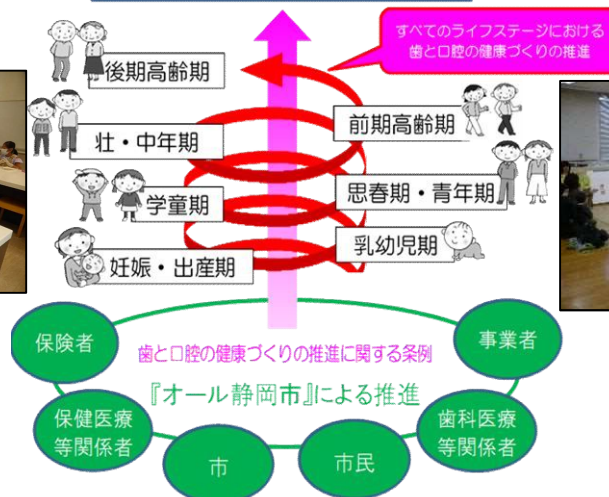 すべてのライフステージにおける
歯と口腔の健康づくりの推進
後期高齢期
前期高齢期
壮・中年期
思春期・青年期
学童期
乳幼児期
妊娠・出産期
保険者
事業者
歯と口腔の健康づくりの推進に関する条例
『オール静岡市』による推進
保健医療
等関係者
歯科医療
等関係者
市
市民